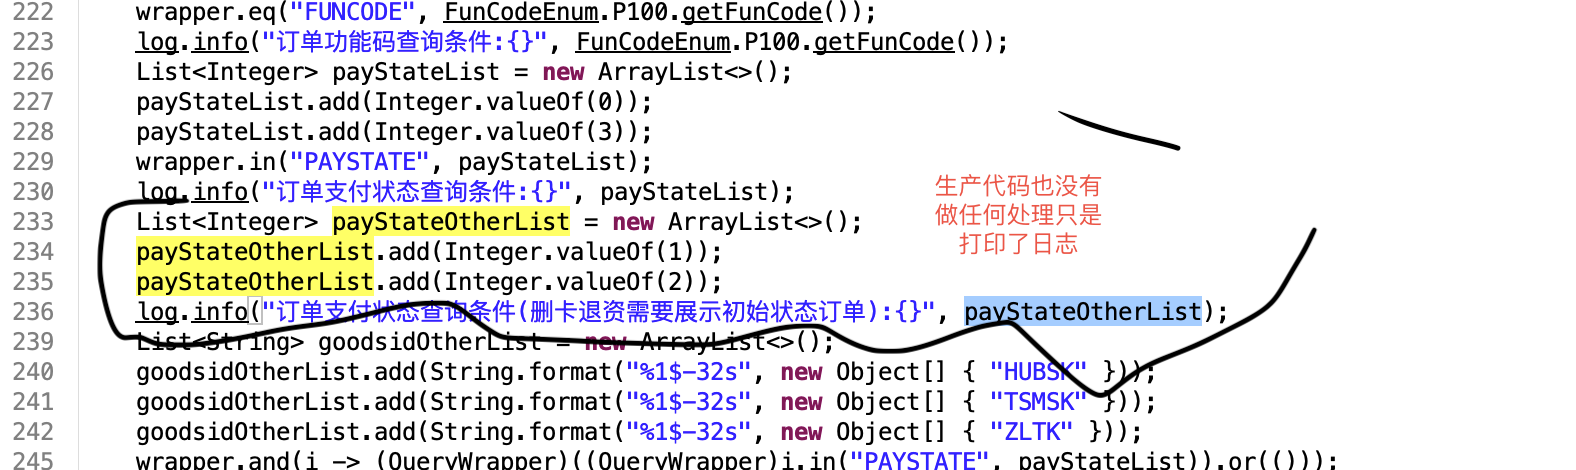 222 wrapper.eq("FUNCODE", FunCodeEnum.P100.getFunCode());
223 log.info("订单功能码查询条件:{}", FunCodeEnum.P100.getFunCode());
226 List<Integer> payStateList = new ArrayList<>();
227 payStateList.add(Integer.valueOf(0));
228 payStateList.add(Integer.valueOf(3));
229 wrapper.in("PAYSTATE", payStateList);
230 log.info("订单支付状态查询条件:{}", payStateList);
233 List<Integer> payStateOtherList = new ArrayList<>();
234 payStateOtherList.add(Integer.valueOf(1));
235 payStateOtherList.add(Integer.valueOf(2));
236 log.info("订单支付状态查询条件(删卡退资需要展示初始状态订单):{}", payStateOtherList);
239 List<String> goodsidOtherList = new ArrayList<>();
240 goodsidOtherList.add(String.format("%1$-32s", new Object[] { "HUBSK" }));
241 goodsidOtherList.add(String.format("%1$-32s", new Object[] { "TSMSK" }));
242 goodsidOtherList.add(String.format("%1$-32s", new Object[] { "ZLTK" }));
245 wrapper.and(i -> (QueryWrapper)((QueryWrapper)i.in("PAYSTATE", payStateList)).or(()));
生产代码也没有
做任何处理只是
打印了日志